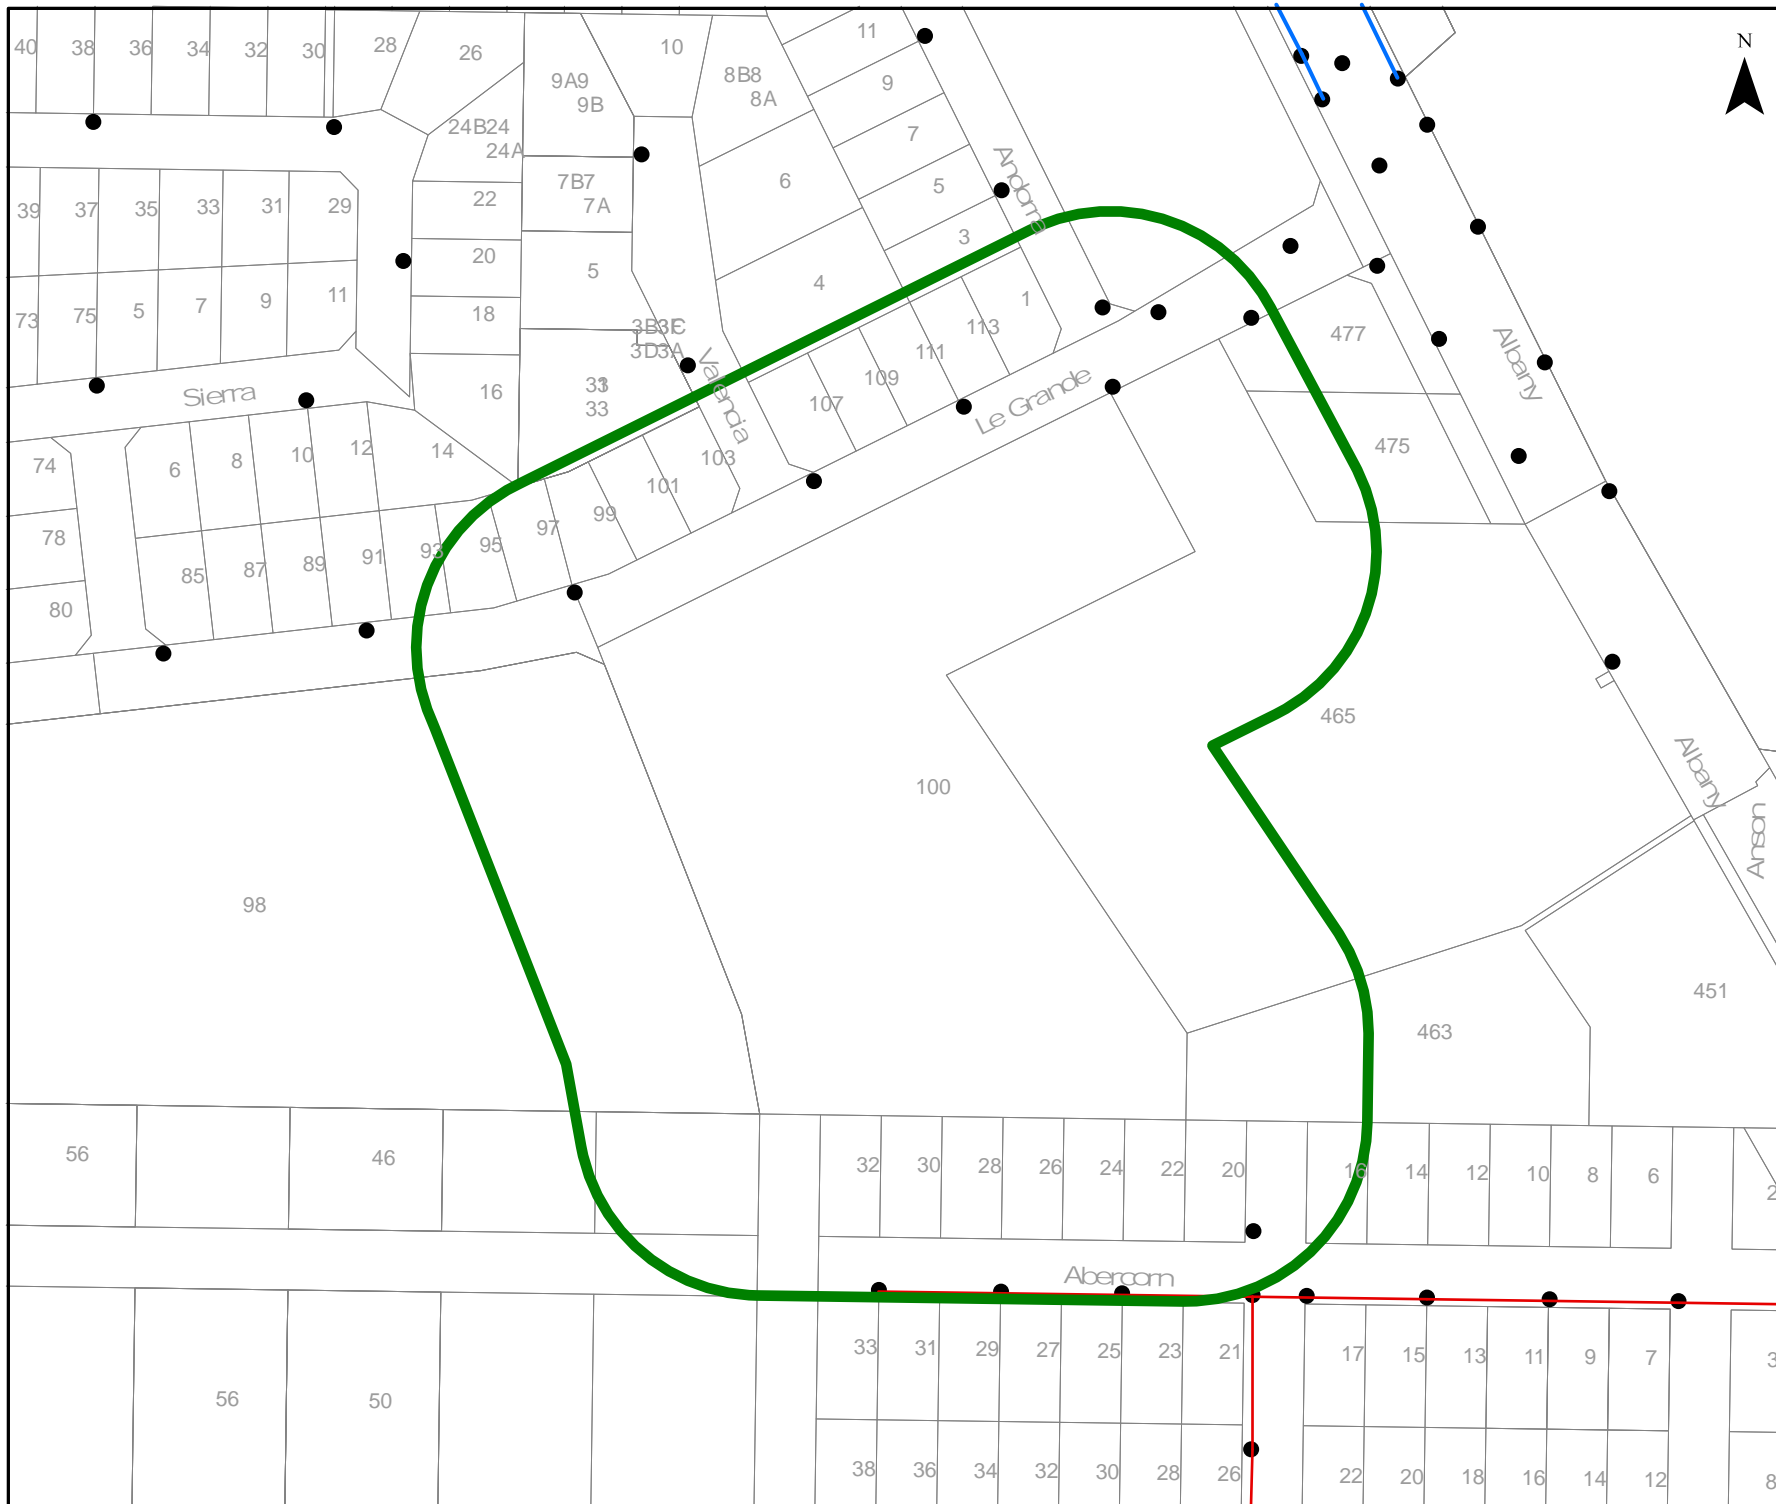 N
40 38 36 34 32 30 28 26 10 11
9A9 8B8 9
9B 8A
24B24 7
24A
39 37 35 33 31 29 22 7B7 6 5 Andorra
7A
20 5 4 3
73 75 5 7 9 11 18 1 477 Albany
113
3D3A 111
Sierra 16 33 Valencia 109 Le Grande
33 107
74 6 8 10 12 14 103 475
101
78 85 87 89 91 93 95 97 99
80
465
100 Albany
Anson
98
451
463
56 46 32 30 28 26 24 22 20 16 14 12 10 8 6 2
Abercorn
33 31 29 27 25 23 21 17 15 13 11 9 7 3
56 50
38 36 34 32 30 28 26 22 20 18 16 14 12 8